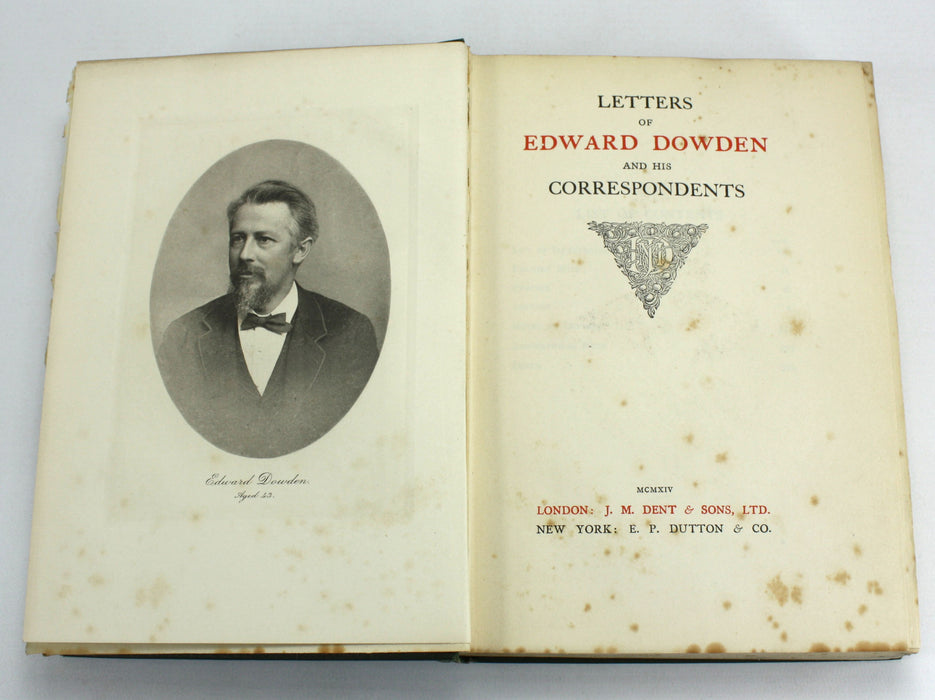 Edward Dowden.
Aged 43.
LETTERS
OF
EDWARD DOWDEN
AND HIS
CORRESPONDENTS
MCMXIV
LONDON: J. M. DENT & SONS, LTD.
NEW YORK: E. P. DUTTON & CO.